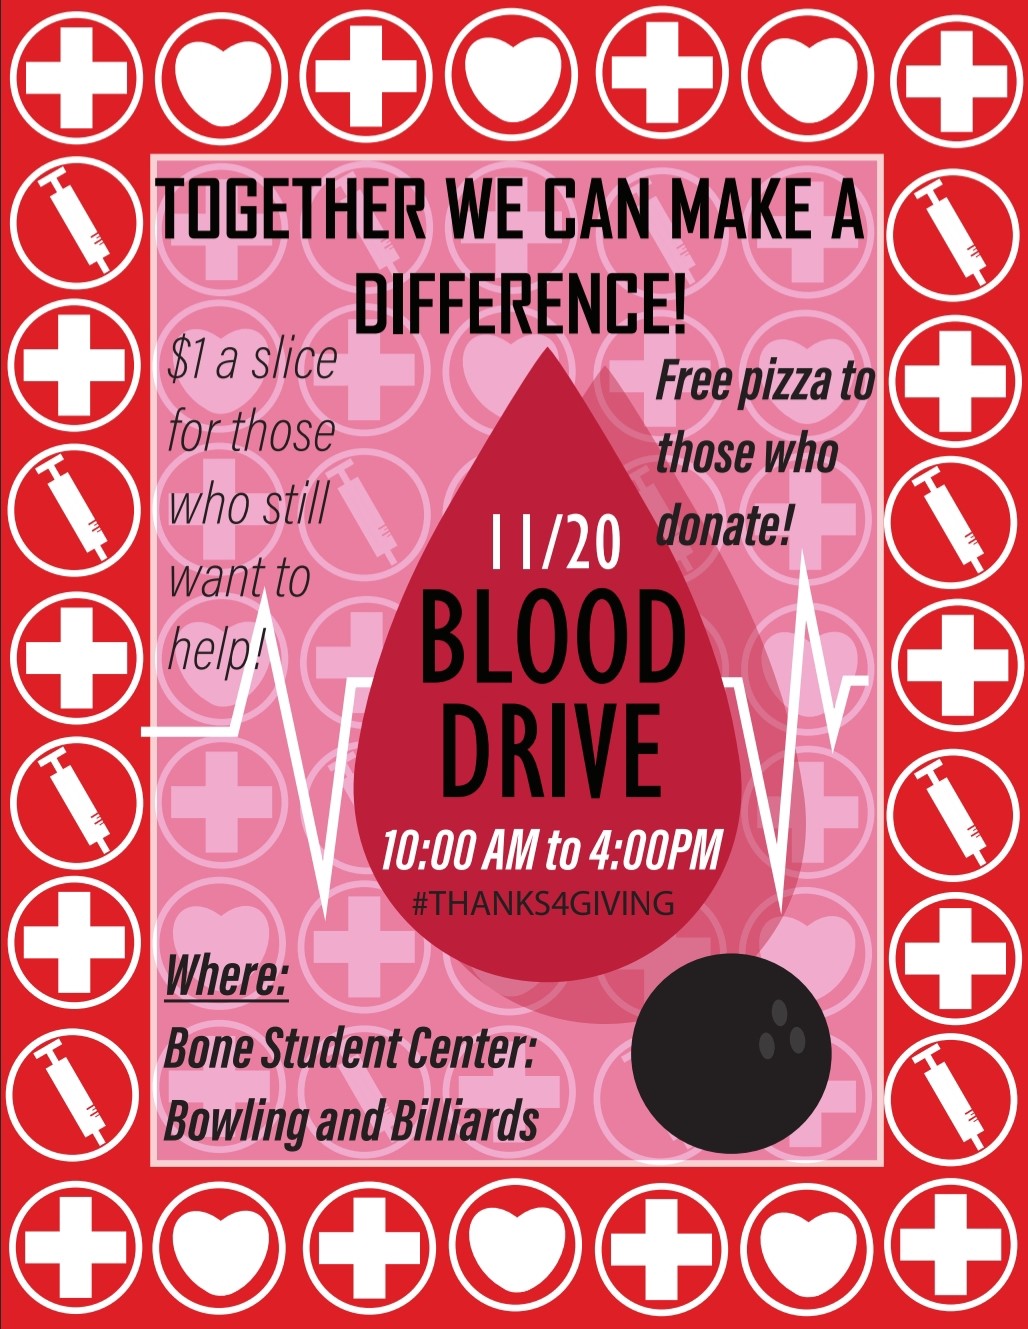 TOGETHER WE CAN MAKE A
DIFFERENCE!
$1 a slice
for those
who still
want to
help!
Free pizza to
those who
donate!
11/20
BLOOD
DRIVE
10:00 AM to 4:00PM
#THANKS4GIVING
Where:
Bone Student Center:
Bowling and Billiards